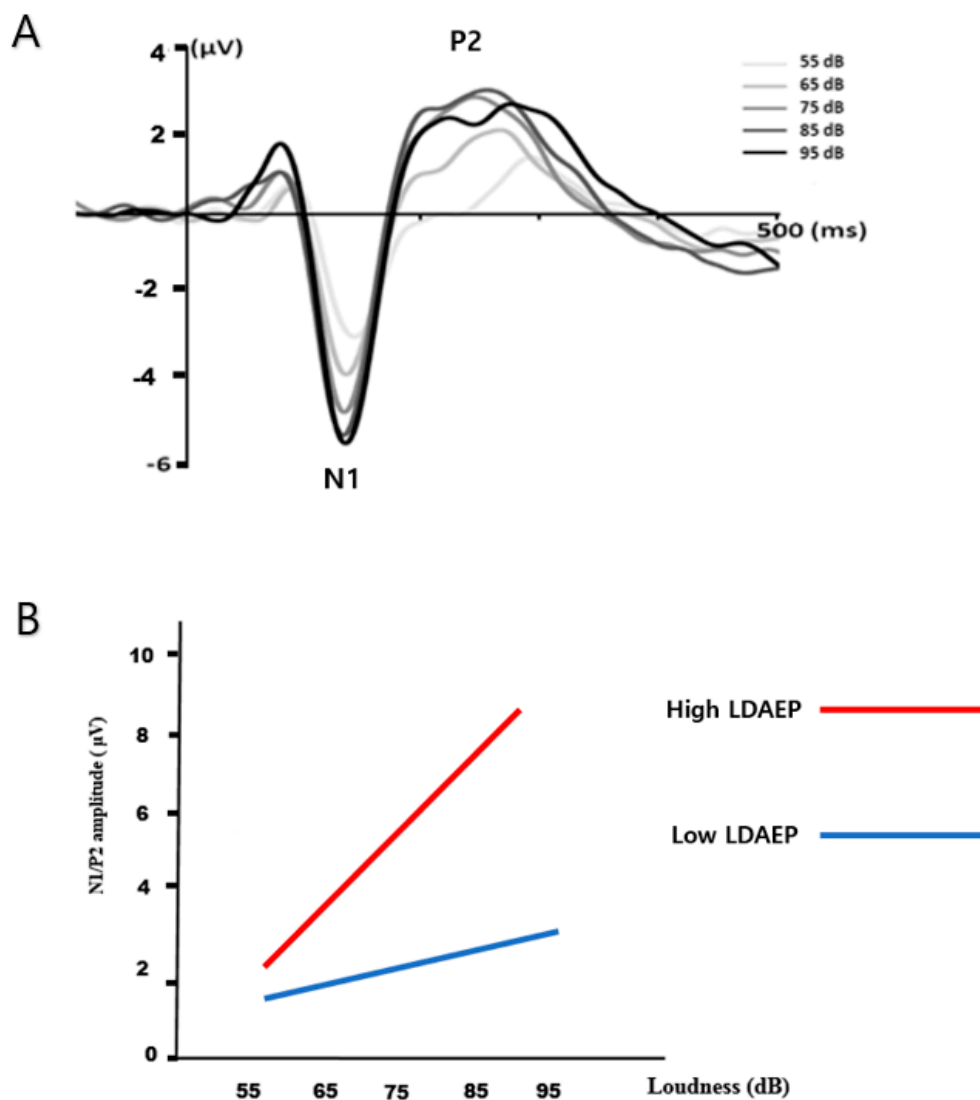 A
4 (μV)
P2
55 dB
65 dB
75 dB
85 dB
95 dB
2
500 (ms)
-2
-4
-6
N1
B
10
8
6
4
2
0
N1/P2 amplitude ( μV)
High LDAEP
Low LDAEP
55 65 75 85 95 Loudness (dB)